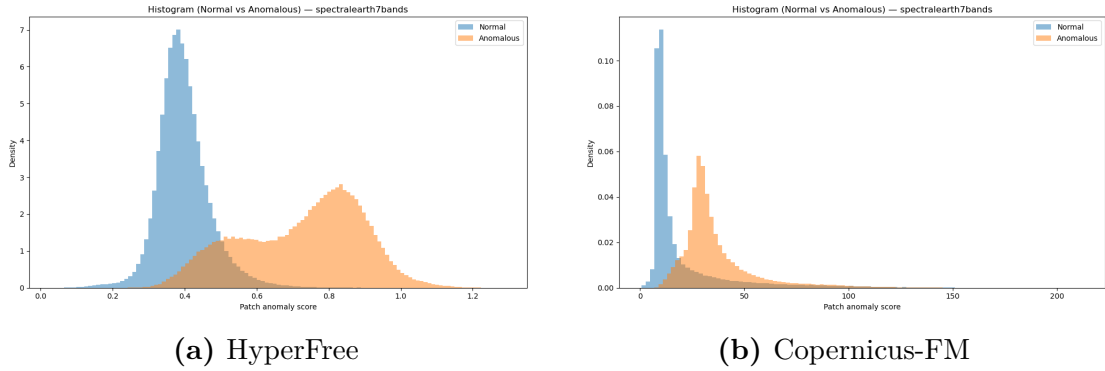 Histogram (Normal vs Anomalous) — spectralearth7bands
Normal
Anomalous
7
6
5
4
3
2
1
0
Density
0.0 0.2 0.4 0.6 0.8 1.0 1.2
Patch anomaly score
(a) HyperFree
Histogram (Normal vs Anomalous) — spectralearth7bands
Normal
Anomalous
0.10
0.08
0.06
0.04
0.02
0.00
Density
0 50 100 150 200
Patch anomaly score
(b) Copernicus-FM